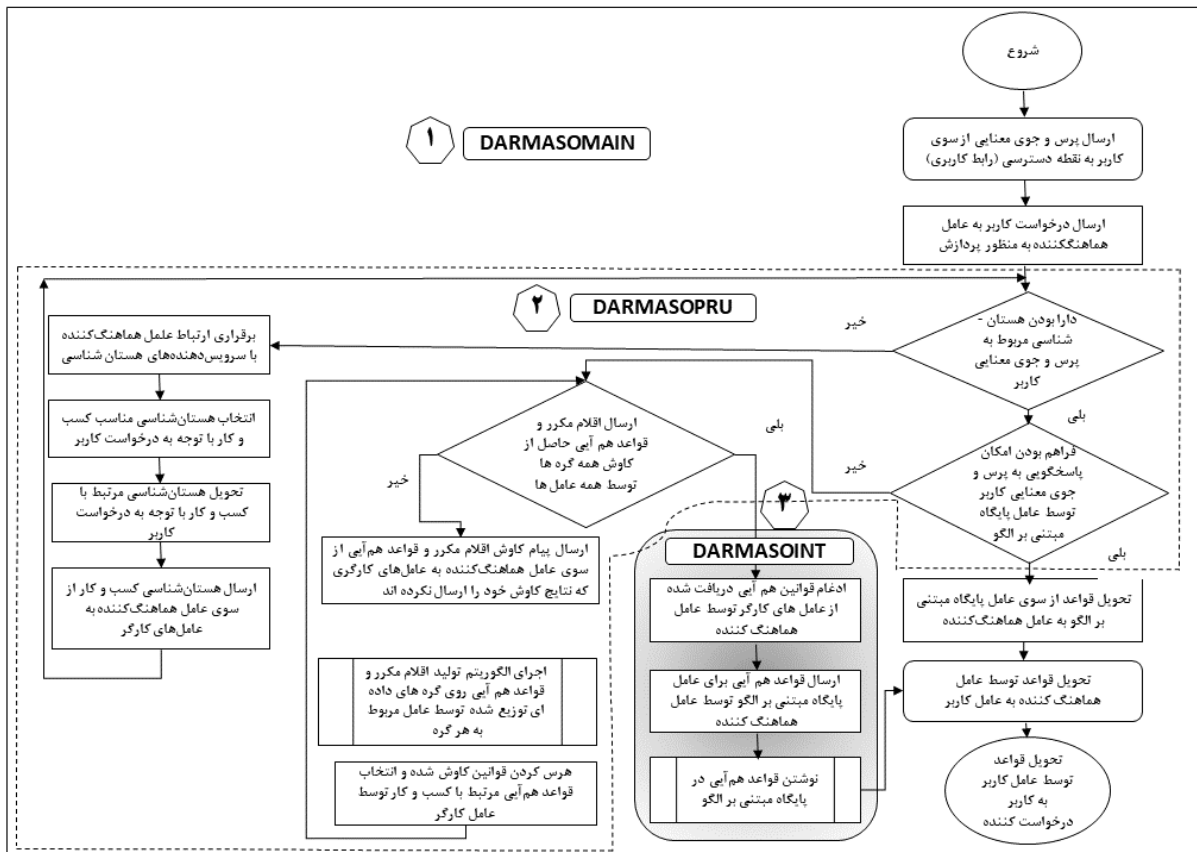 شروع
ارسال پرس و جوی معنایی از سوی
کاربر به نقطه دسترسی (رابط کاربری)
ارسال درخواست کاربر به عامل
هماهنگکننده به منظور پردازش
۱
DARMASOMAIN
۲
DARMASOPRU
دارا بودن هستان -
شناسی مربوط به
پرس و جوی معنایی
کاربر
خیر
بلی
برقراری ارتباط علمل هماهنگ‌کننده
با سرویس‌دهنده‌های هستان شناسی
انتخاب هستان‌شناسی مناسب کسب
و کار با توجه به درخواست کاربر
تحویل هستان‌شناسی مرتبط با
کسب و کار با توجه به درخواست
کاربر
ارسال هستان‌شناسی کسب و کار از
سوی عامل هماهنگ‌کننده به
عامل‌های کارگر
فراهم بودن امکان
پاسخگویی به پرس و
جوی معنایی کاربر
توسط عامل پایگاه
مبتنی بر الگو
خیر
بلی
ارسال اقلام مکرر و
قواعد هم آیی حاصل از
کاوش همه گره ها
توسط همه عامل ها
بلی
خیر
ارسال پیام کاوش اقلام مکرر و قواعد هم‌آیی از
سوی عامل هماهنگ‌کننده به عامل‌های کارگری
که نتایج کاوش خود را ارسال نکرده اند
اجرای الگوریتم تولید اقلام مکرر و
قواعد هم آیی روی گره های داده
ای توزیع شده توسط عامل مربوط
به هر گره
هرس کردن قوانین کاوش شده و انتخاب
قواعد هم‌آیی مرتبط با کسب و کار توسط
عامل کارگر
۳
DARMASOINT
ادغام قوانین هم آیی دریافت شده
از عامل های کارگر توسط عامل
هماهنگ کننده
ارسال قواعد هم آیی برای عامل
پایگاه مبتنی بر الگو توسط عامل
هماهنگ کننده
نوشتن قواعد هم‌آیی در
پایگاه مبتنی بر الگو
تحویل قواعد از سوی عامل پایگاه مبتنی
بر الگو به عامل هماهنگ‌کننده
تحویل قواعد توسط عامل
هماهنگ کننده به عامل کاربر
تحویل قواعد
توسط عامل کاربر
به کاربر
درخواست کننده